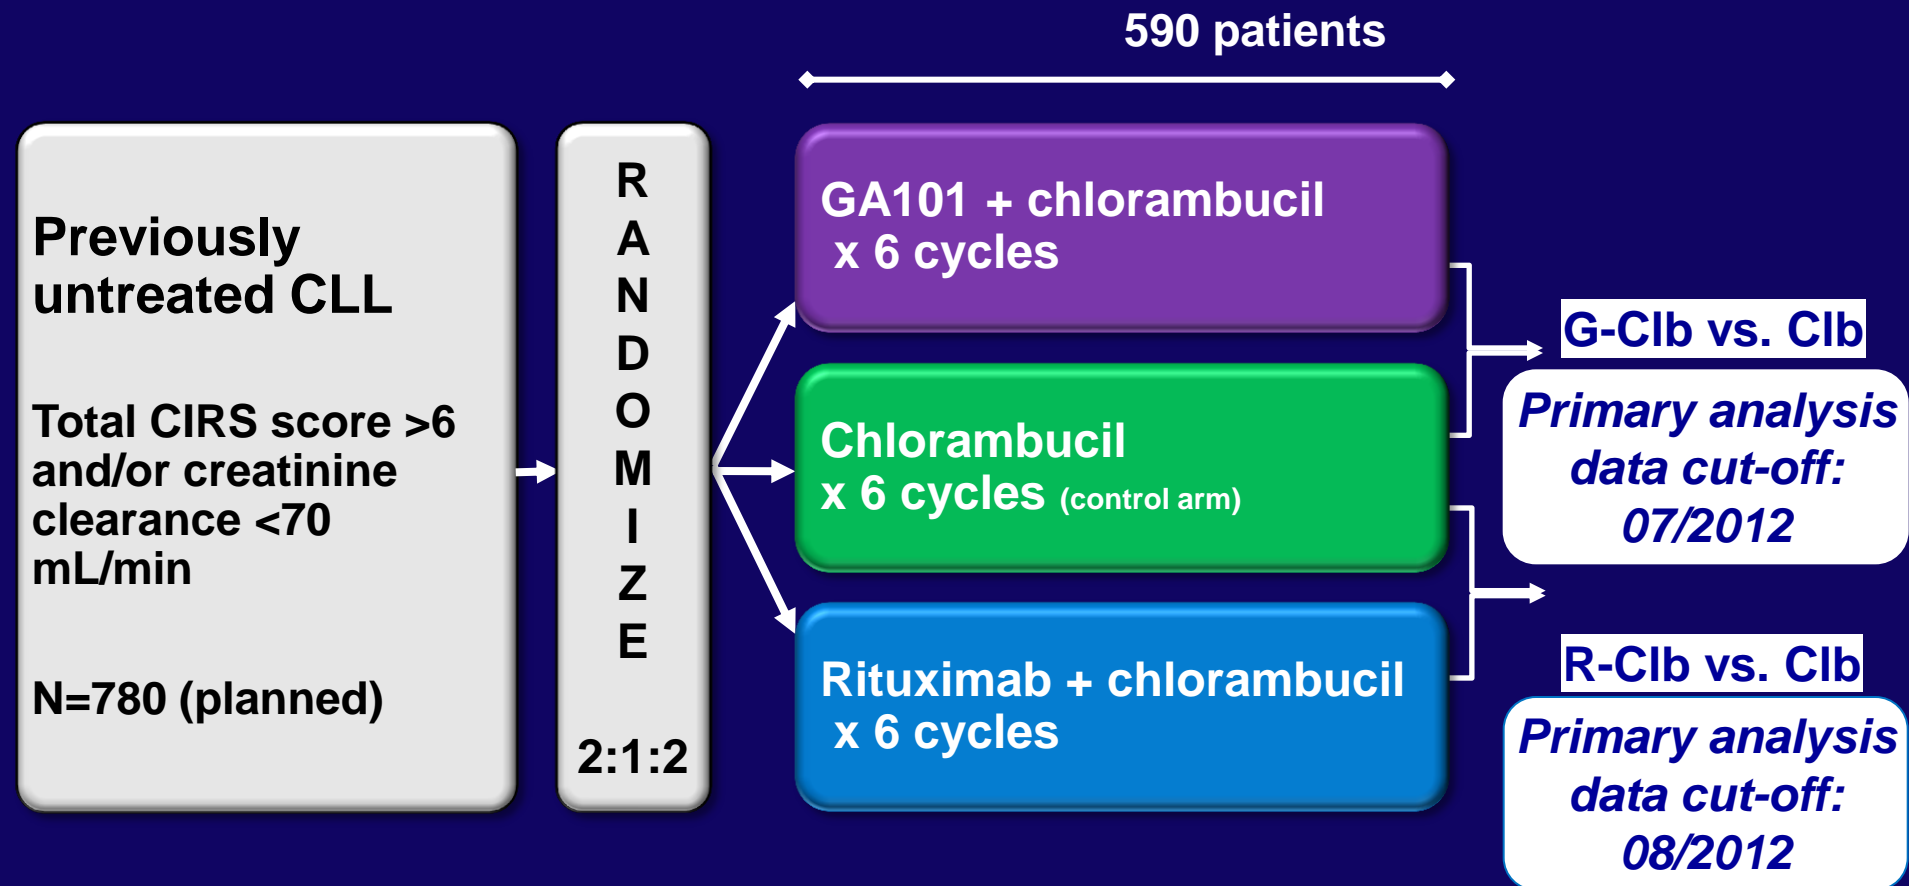 590 patients
Previously
untreated CLL
Total CIRS score >6
and/or creatinine
clearance <70
mL/min
N=780 (planned)
R
A
N
D
O
M
I
Z
E
2:1:2
GA101 + chlorambucil
x 6 cycles
Chlorambucil
x 6 cycles (control arm)
Rituximab + chlorambucil
x 6 cycles
G-Clb vs. Clb
Primary analysis
data cut-off:
07/2012
R-Clb vs. Clb
Primary analysis
data cut-off:
08/2012